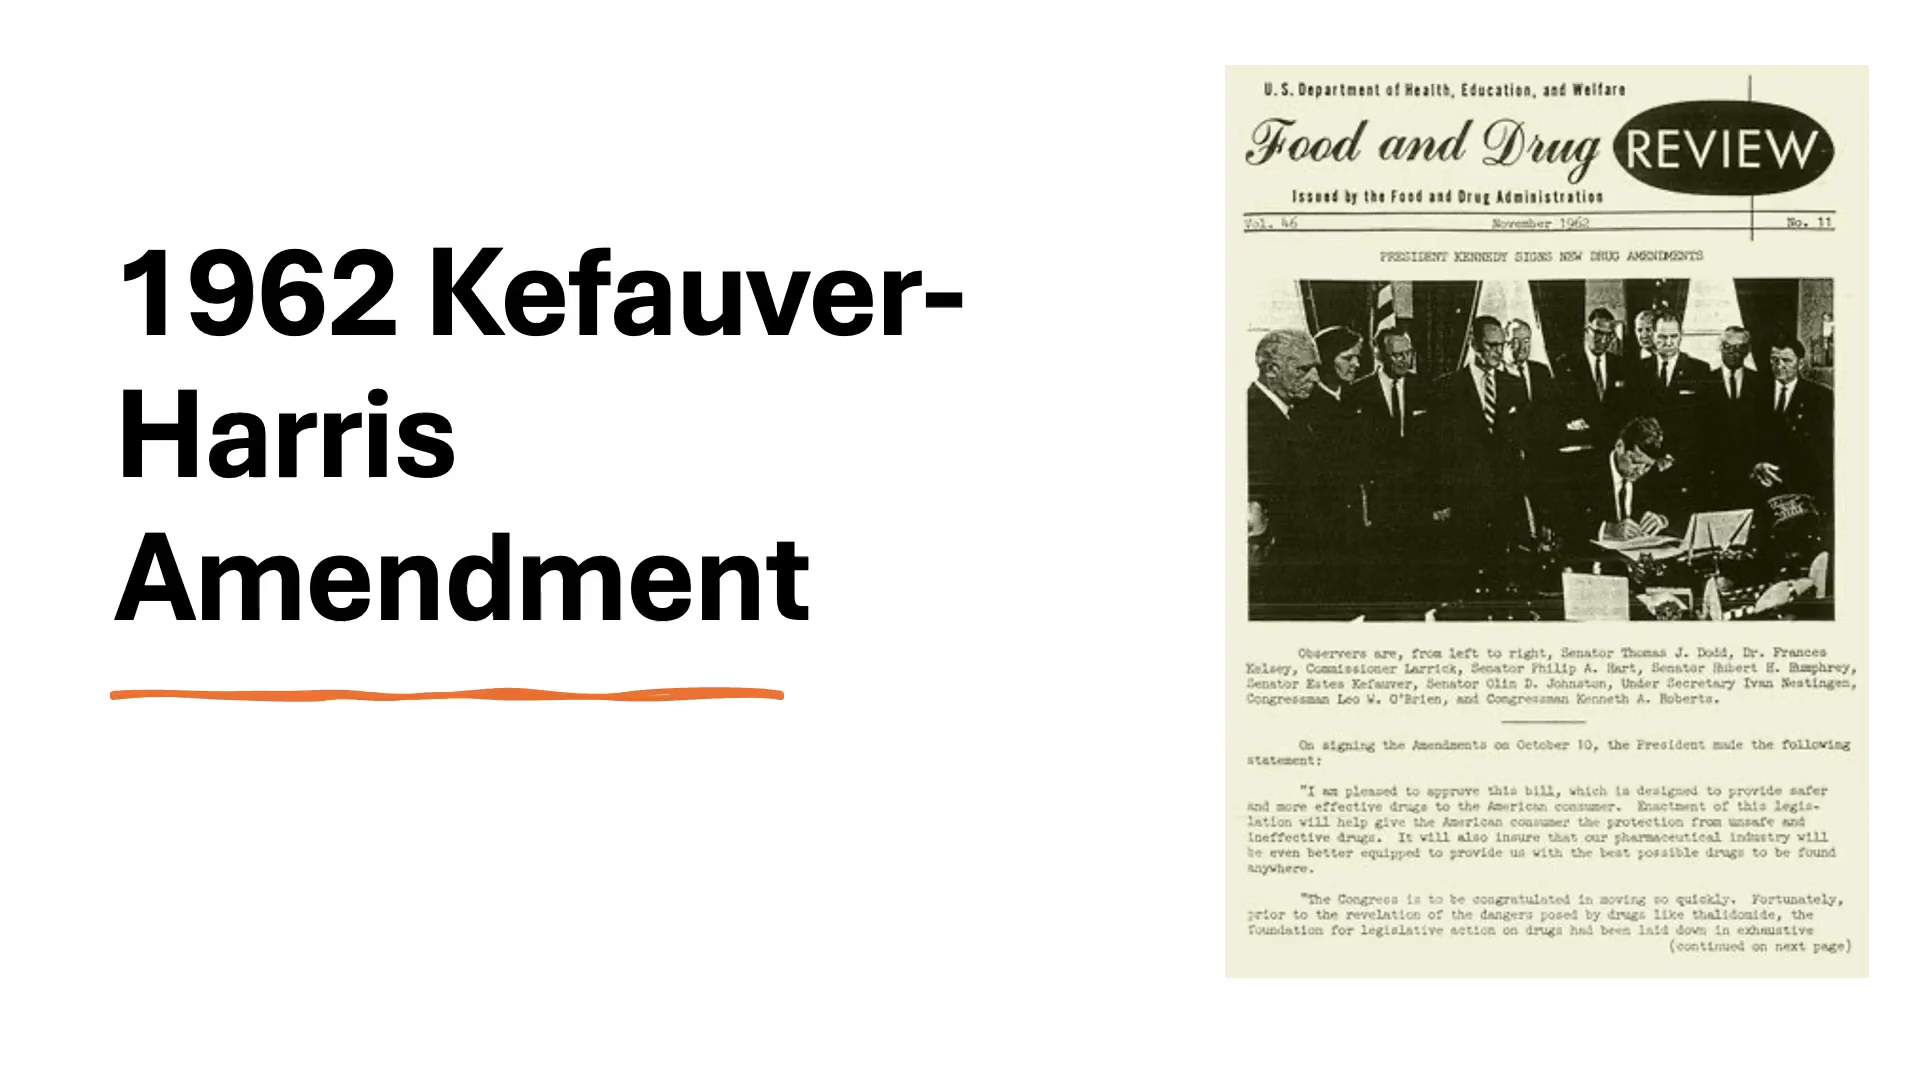 1962 Kefauver-
Harris
Amendment
U.S. Department of Health, Education, and Welfare
Food and Drug REVIEW
Issued by the Food and Drug Administration
Vol. 46 November 1962 No. 11
PRESIDENT KENNEDY SIGNS NEW DRUG AMENDMENTS
Observers are, from left to right, Senator Thomas J. Dodd, Dr. Frances
Kelsey, Commissioner Larrick, Senator Philip A. Hart, Senator Hubert H. Humphrey,
Senator Estes Kefauver, Senator Olin D. Johnston, Under Secretary Ivan Nestingen,
Congressman Leo W. O'Brien, and Congressman Kenneth A. Roberts.
On signing the Amendments on October 10, the President made the following
statement:
"I am pleased to approve this bill, which is designed to provide safer
and more effective drugs to the American consumer. Enactment of this legis-
lation will help give the American consumer the protection from unsafe and
ineffective drugs. It will also insure that our pharmaceutical industry will
be even better equipped to provide us with the best possible drugs to be found
anywhere.
"The Congress is to be congratulated in moving so quickly. Fortunately,
prior to the revelation of the dangers posed by drugs like thalidomide, the
foundation for legislative action on drugs had been laid down in exhaustive
(continued on next page)